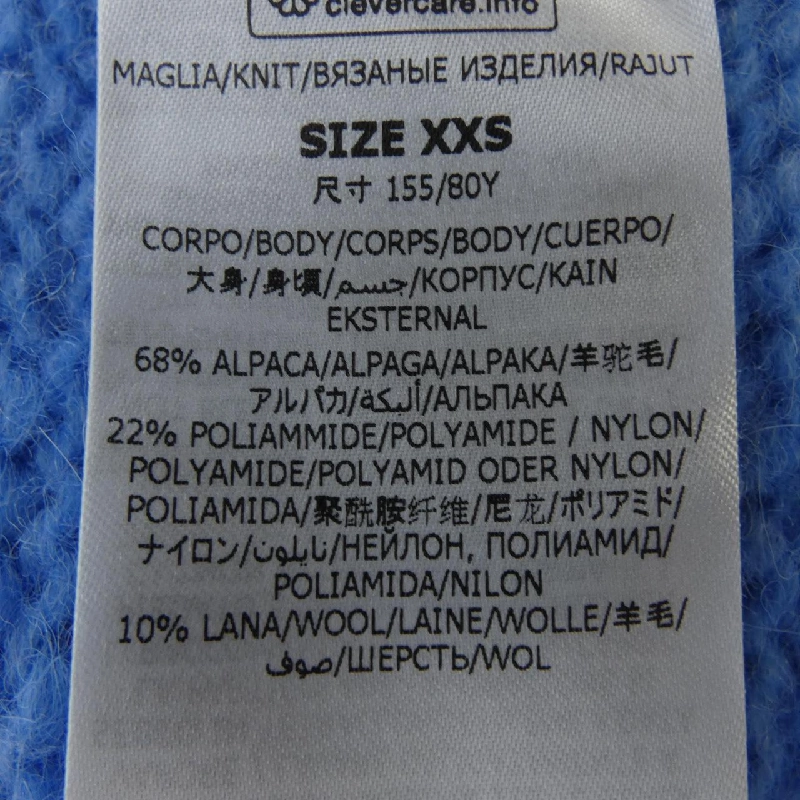 clevercare.info
MAGLIA/KNIT/ВЯЗАНЫЕ ИЗДЕЛИЯ/RAJUT
SIZE XXS
尺寸 155/80Y
CORPO/BODY/CORPS/BODY/CUERPO/
大身/身頃/جسم/КОРПУС/KAIN
EKSTERNAL
68% ALPACA/ALPAGA/ALPAKA/羊驼毛/
アルパカ/ألبكة/АЛЬПАКА
22% POLIAMMIDE/POLYAMIDE / NYLON/
POLYAMIDE/POLYAMID ODER NYLON/
POLIAMIDA/聚酰胺纤维/尼龙/ポリアミド/
ナイロン/نايلون/НЕЙЛОН, ПОЛИАМИД/
POLIAMIDA/NILON
10% LANA/WOOL/LAINE/WOLLE/羊毛/
صوف/ШЕРСТЬ/WOL